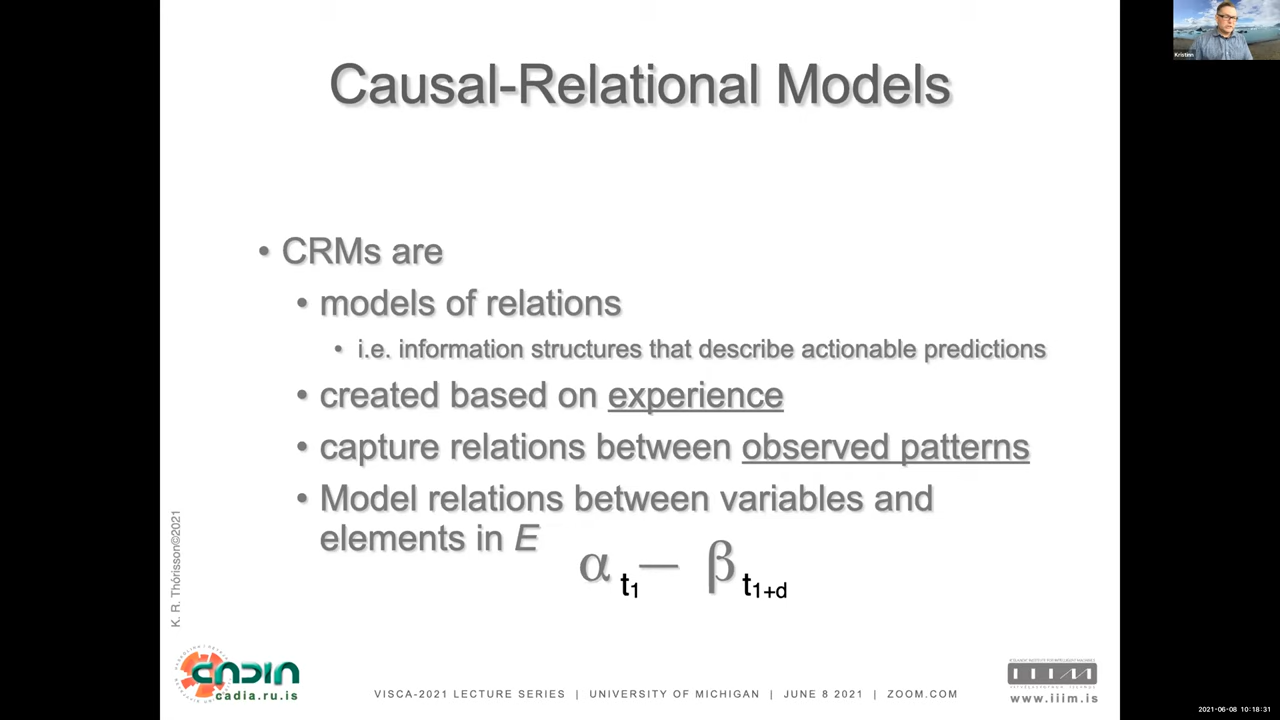 Kristinn
Causal-Relational Models
• CRMs are
• models of relations
• i.e. information structures that describe actionable predictions
• created based on experience
• capture relations between observed patterns
• Model relations between variables and
elements in E
α t1 — β t1+d
K. R. Thórisson©2021
CADIA
cadia.ru.is
VISCA-2021 LECTURE SERIES | UNIVERSITY OF MICHIGAN | JUNE 8 2021 | ZOOM.COM
IIIM
www.iiim.is
2021-06-08 10:18:31